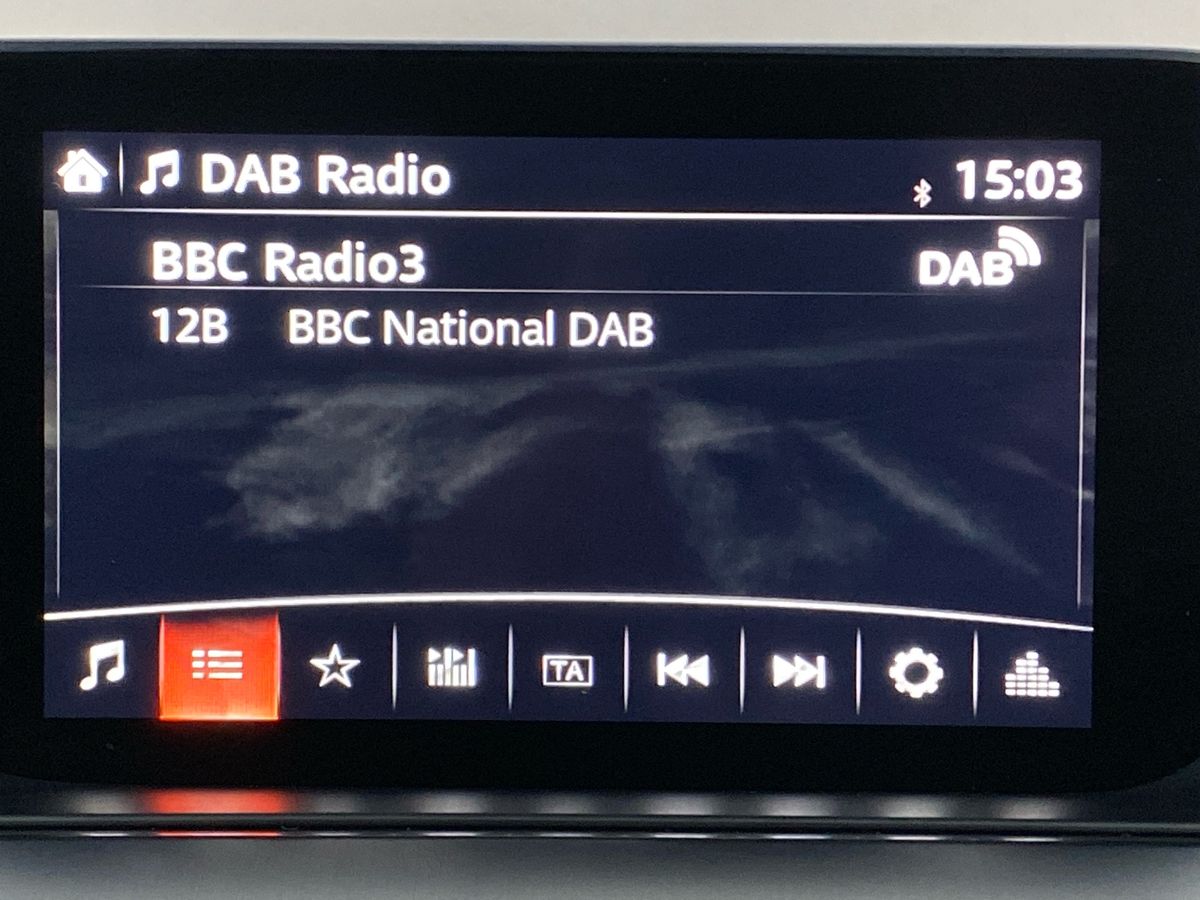 DAB Radio 15:03
BBC Radio3 DAB
12B BBC National DAB
TA